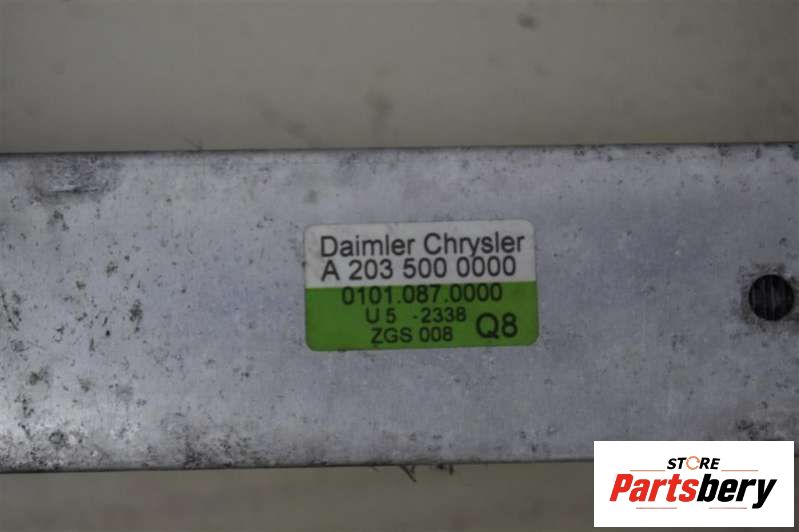 Daimler Chrysler
A 203 500 0000
0101.087.0000
U 5 -2338
ZGS 008 Q8
STORE
Partsbery